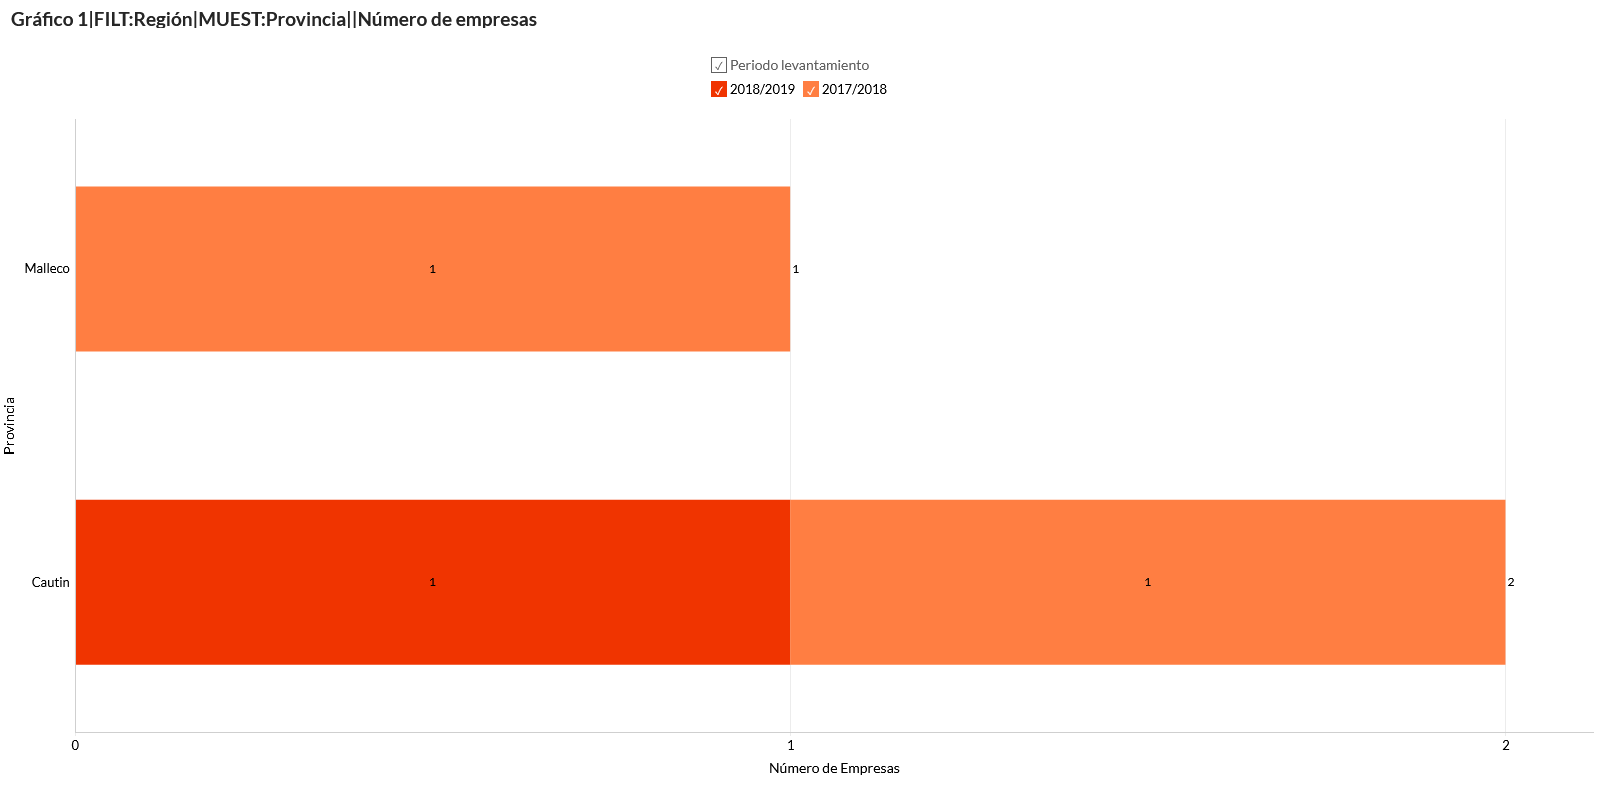 Gráfico 1|FILT:Región|MUEST:Provincia||Número de empresas
Periodo levantamiento
2018/2019 2017/2018
Malleco 1 1
Provincia
Cautin 1 1 2
0 1 2
Número de Empresas